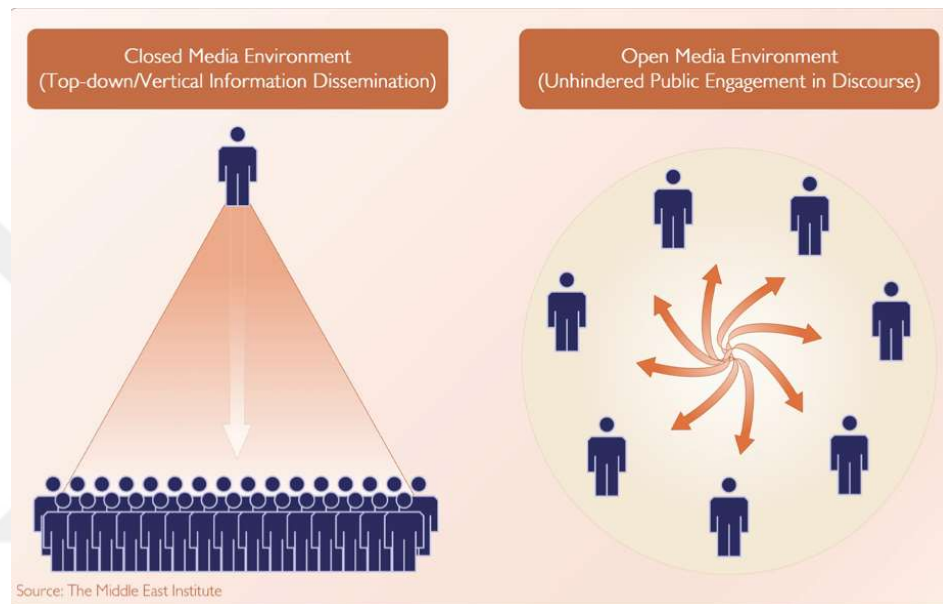 Closed Media Environment
(Top-down/Vertical Information Dissemination)
Open Media Environment
(Unhindered Public Engagement in Discourse)
Source: The Middle East Institute